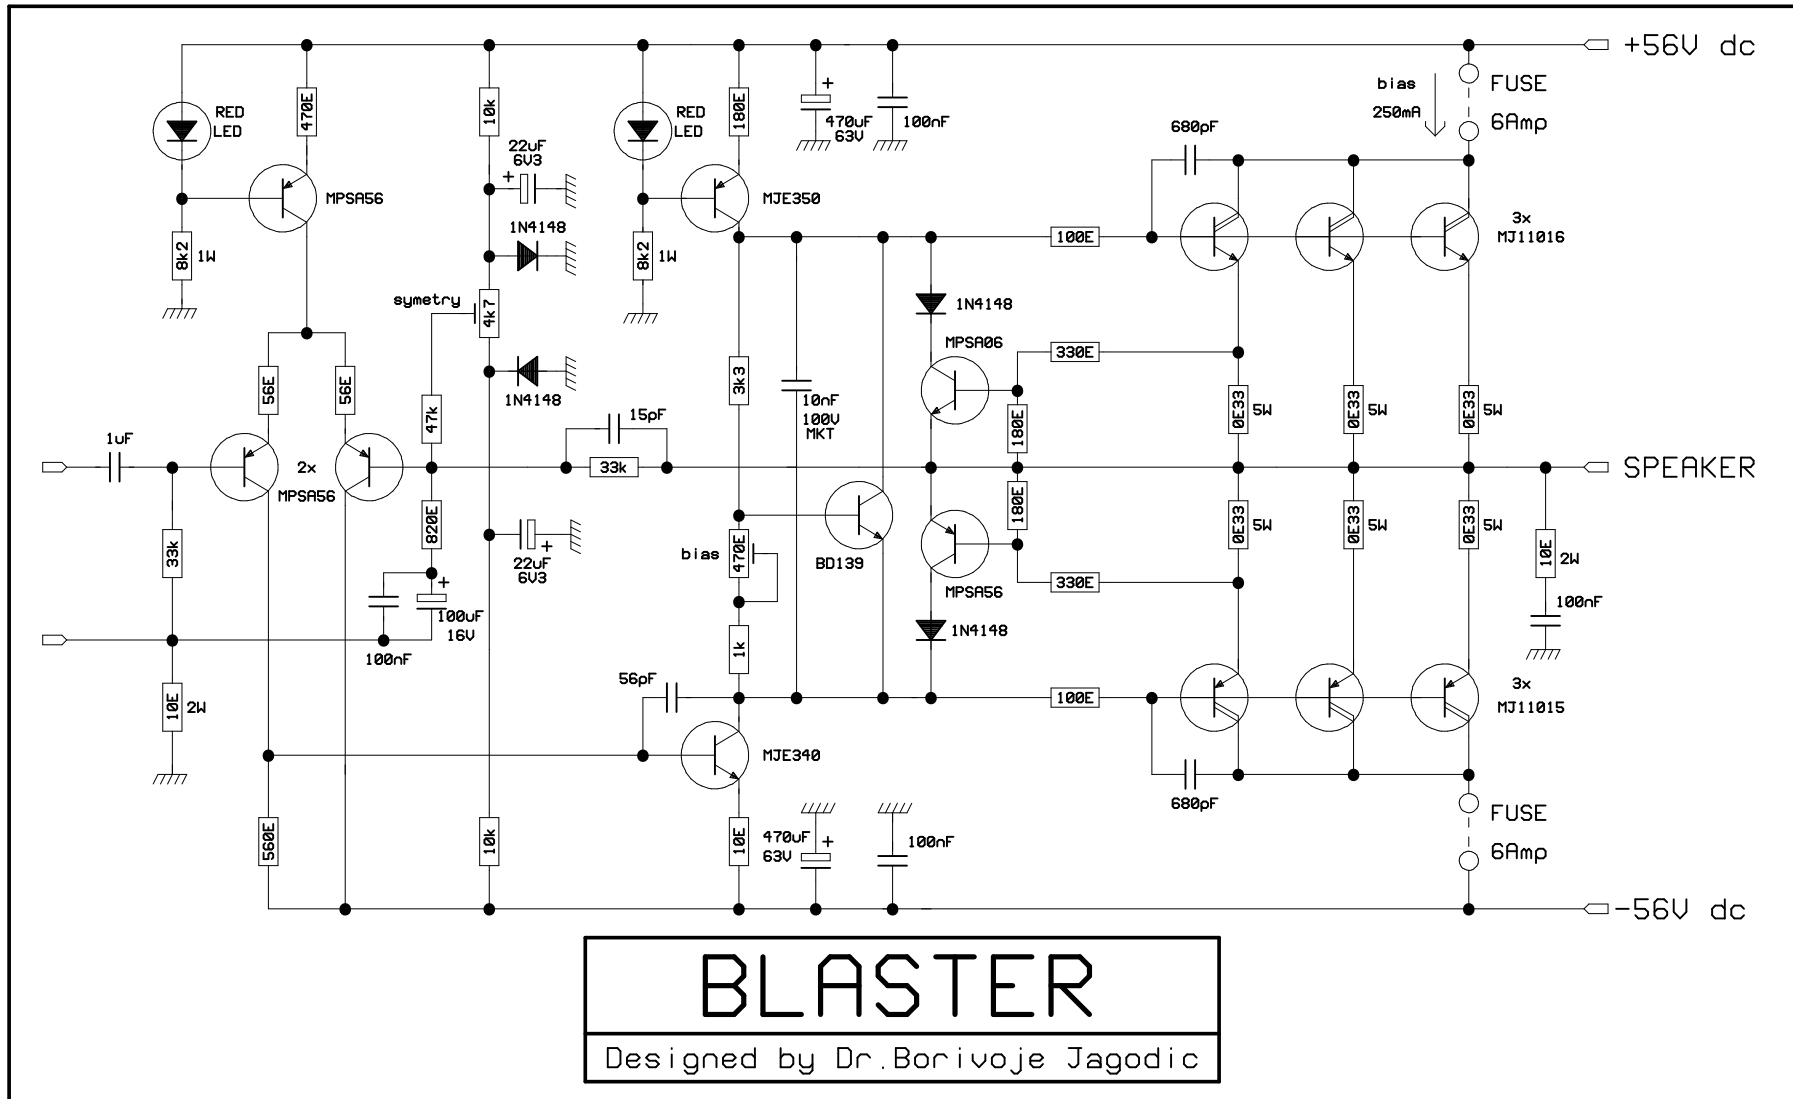 +56V dc
RED
LED
470E
10k
RED
LED
180E
+
470uF
63V
100nF
bias
250mA
FUSE
6Amp
680pF
22uF
6V3
+
MPSA56
MJE350
3x
MJ11016
8k2
1W
1N4148
8k2
1W
100E
symetry
4k7
1N4148
MPSA06
330E
56E
56E
1N4148
3k3
10nF
100V
MKT
47k
15pF
180E
0E33
5W
0E33
5W
0E33
5W
1uF
2x
MPSA56
33k
SPEAKER
33k
820E
22uF
6V3
+
bias
470E
BD139
180E
MPSA56
0E33
5W
0E33
5W
0E33
5W
10E
2W
330E
100nF
+
100uF
16V
100nF
1k
1N4148
10E
2W
56pF
100E
3x
MJ11015
MJE340
680pF
560E
10k
10E
470uF
63V
+
100nF
FUSE
6Amp
-56V dc
BLASTER
Designed by Dr.Borivoje Jagodic